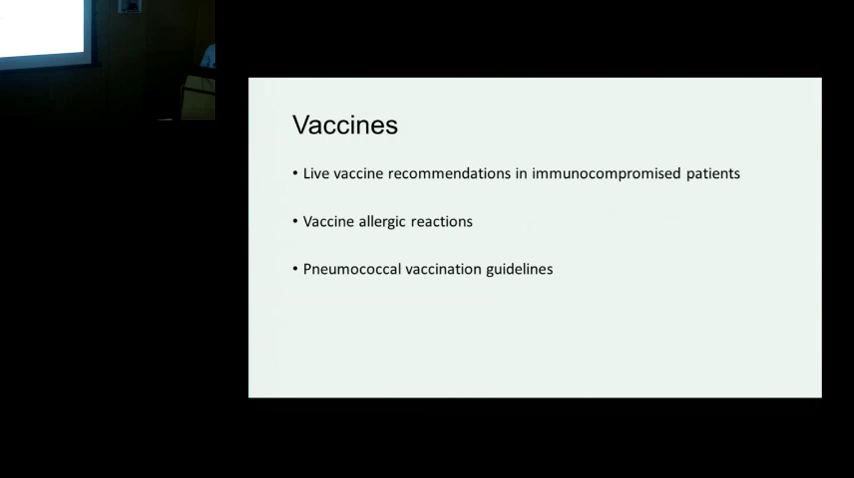 Vaccines
• Live vaccine recommendations in immunocompromised patients
• Vaccine allergic reactions
• Pneumococcal vaccination guidelines